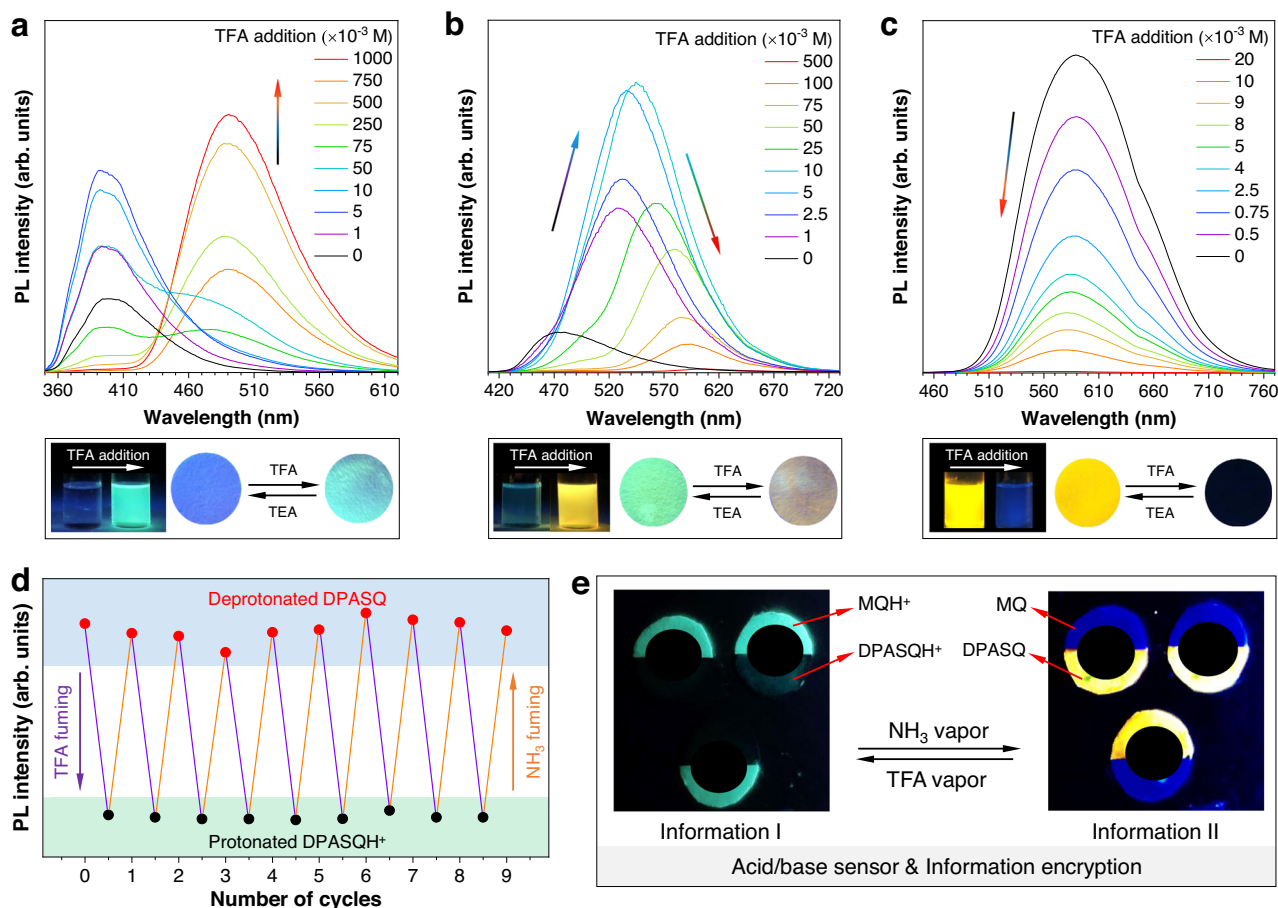 a
TFA addition (×10⁻³ M)
1000
750
500
250
75
50
10
5
1
0
PL intensity (arb. units)
360 410 460 510 560 610
Wavelength (nm)
TFA addition
TFA
TEA
b
TFA addition (×10⁻³ M)
500
100
75
50
25
10
5
2.5
1
0
PL intensity (arb. units)
420 470 520 570 620 670 720
Wavelength (nm)
TFA addition
TFA
TEA
c
TFA addition (×10⁻³ M)
20
10
9
8
5
4
2.5
0.75
0.5
0
PL intensity (arb. units)
460 510 560 610 660 710 760
Wavelength (nm)
TFA addition
TFA
TEA
d
Deprotonated DPASQ
TFA fuming
NH₃ fuming
Protonated DPASQH⁺
PL intensity (arb. units)
0 1 2 3 4 5 6 7 8 9
Number of cycles
e
MQH⁺
DPASQH⁺
MQ
DPASQ
NH₃ vapor
TFA vapor
Information I
Information II
Acid/base sensor & Information encryption